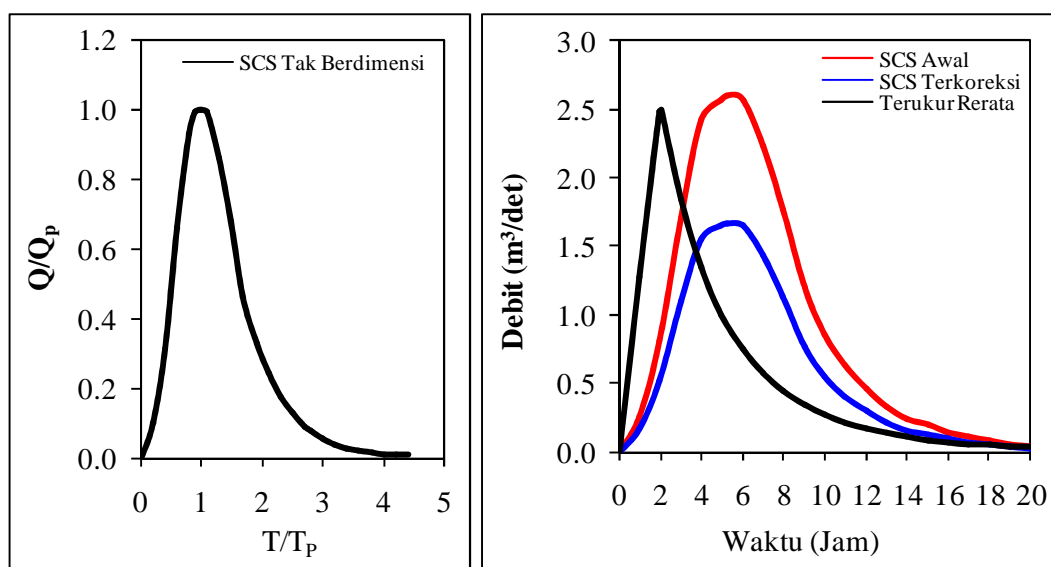 1.2
1.0
0.8
0.6
0.4
0.2
0.0
Q/Qp
SCS Tak Berdimensi
0 1 2 3 4 5
T/TP
3.0
2.5
2.0
1.5
1.0
0.5
0.0
Debit (m³/det)
SCS Awal
SCS Terkoreksi
Terukur Rerata
0 2 4 6 8 10 12 14 16 18 20
Waktu (Jam)